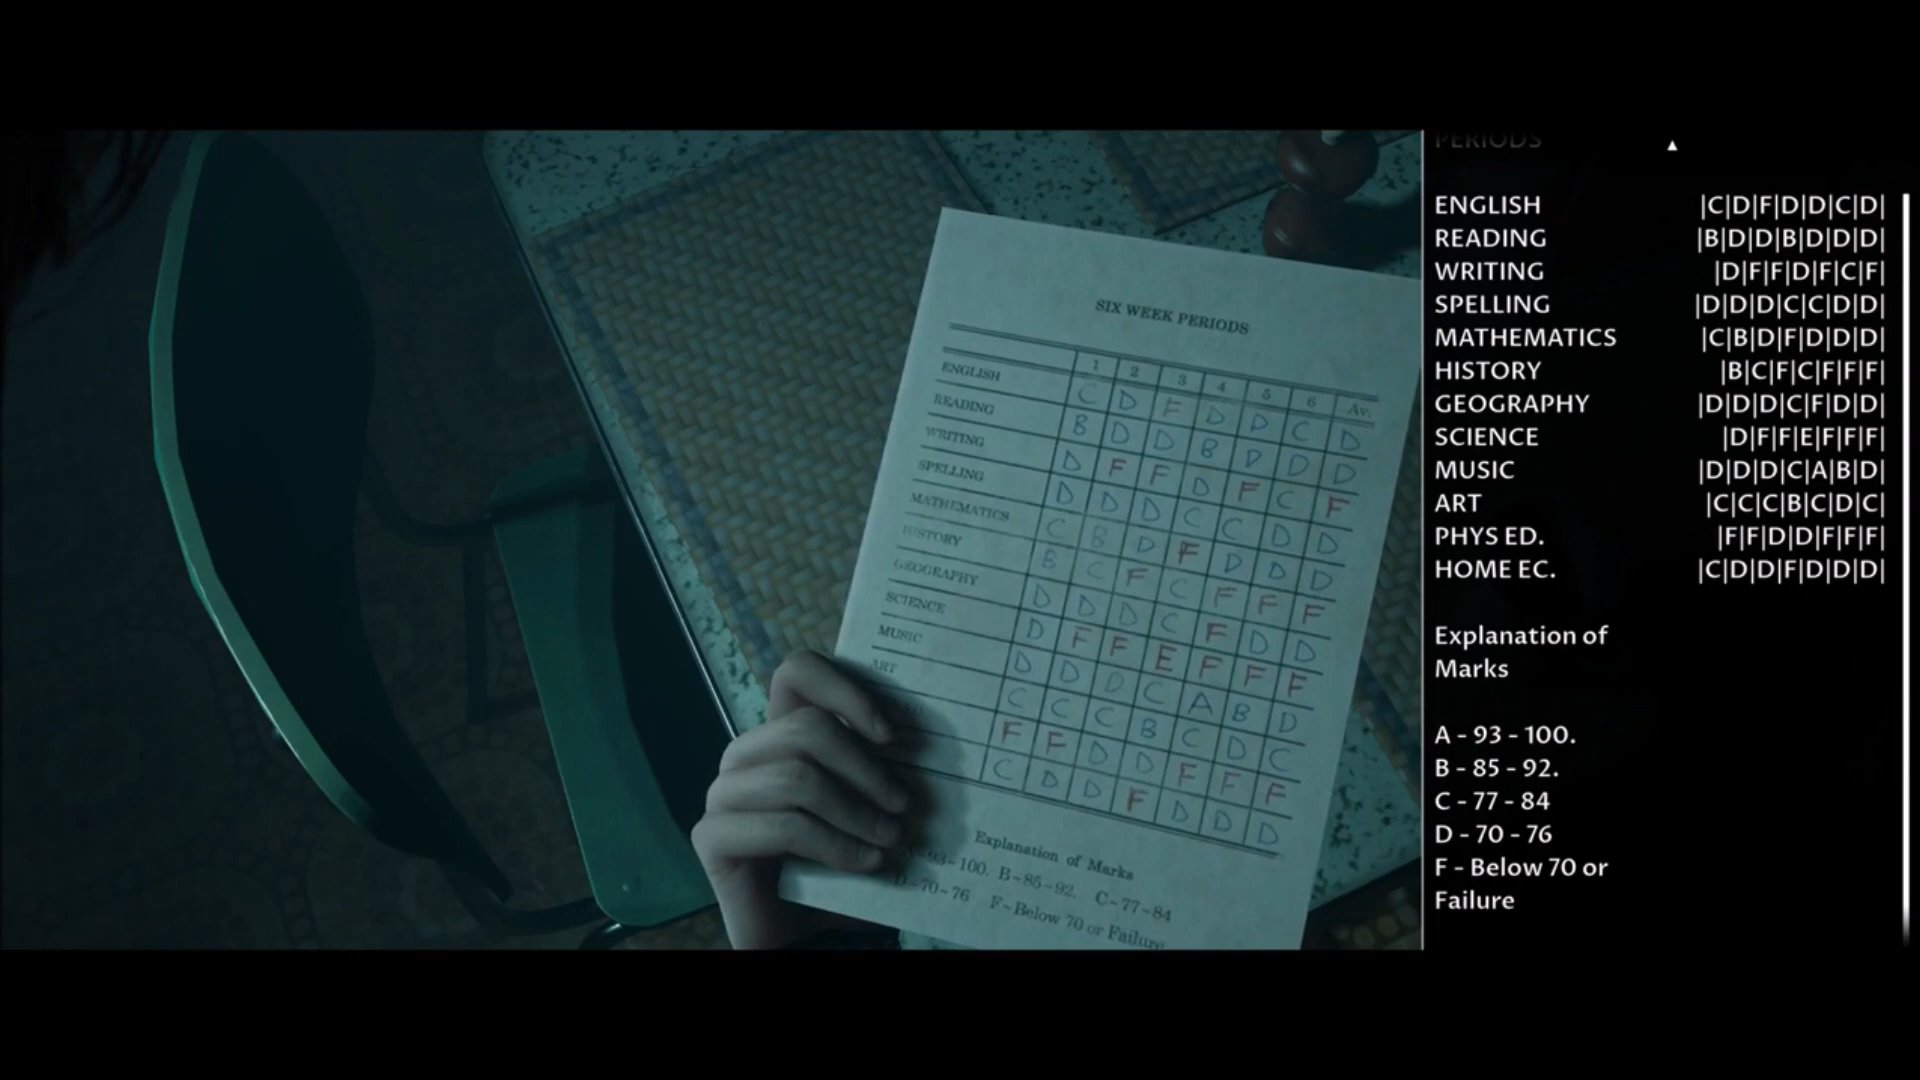 SIX WEEK PERIODS
1 2 3 4 5 6 Av.
ENGLISH C D F D D C D
READING B D D B D D D
WRITING D F F D F C F
SPELLING D D D C C D D
MATHEMATICS C B D F D D D
HISTORY B C F C F F F
GEOGRAPHY D D D C F D D
SCIENCE D F F E F F F
MUSIC D D D C A B D
ART C C C B C D C
F F D D F F F
C D D F D D D
Explanation of Marks
93-100. B-85-92. C-77-84
D-70-76 F-Below 70 or Failure
PERIODS
ENGLISH |C|D|F|D|D|C|D|
READING |B|D|D|B|D|D|D|
WRITING |D|F|F|D|F|C|F|
SPELLING |D|D|D|C|C|D|D|
MATHEMATICS |C|B|D|F|D|D|D|
HISTORY |B|C|F|C|F|F|F|
GEOGRAPHY |D|D|D|C|F|D|D|
SCIENCE |D|F|F|E|F|F|F|
MUSIC |D|D|D|C|A|B|D|
ART |C|C|C|B|C|D|C|
PHYS ED. |F|F|D|D|F|F|F|
HOME EC. |C|D|D|F|D|D|D|
Explanation of
Marks
A - 93 - 100.
B - 85 - 92.
C - 77 - 84
D - 70 - 76
F - Below 70 or
Failure